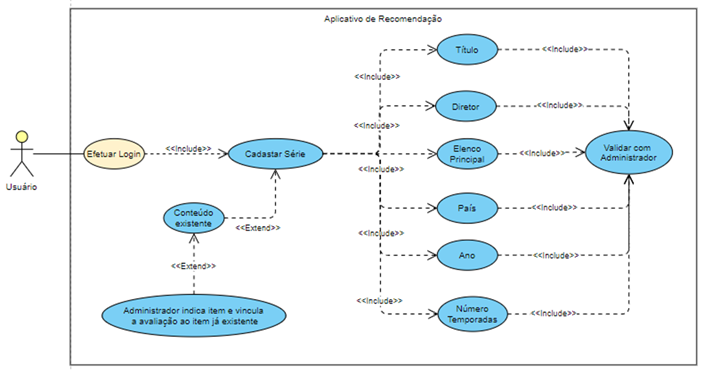 Aplicativo de Recomendação
Título
<<Include>>
<<Include>>
Diretor
<<Include>>
<<Include>>
Usuário
Efetuar Login
<<Include>>
Cadastar Série
Elenco
Principal
<<Include>>
Validar com
Administrador
<<Include>>
País
<<Include>>
Conteúdo
existente
<<Extend>>
<<Include>>
Ano
<<Include>>
<<Extend>>
<<Include>>
Número
Temporadas
<<Include>>
Administrador indica item e vincula
a avaliação ao item já existente